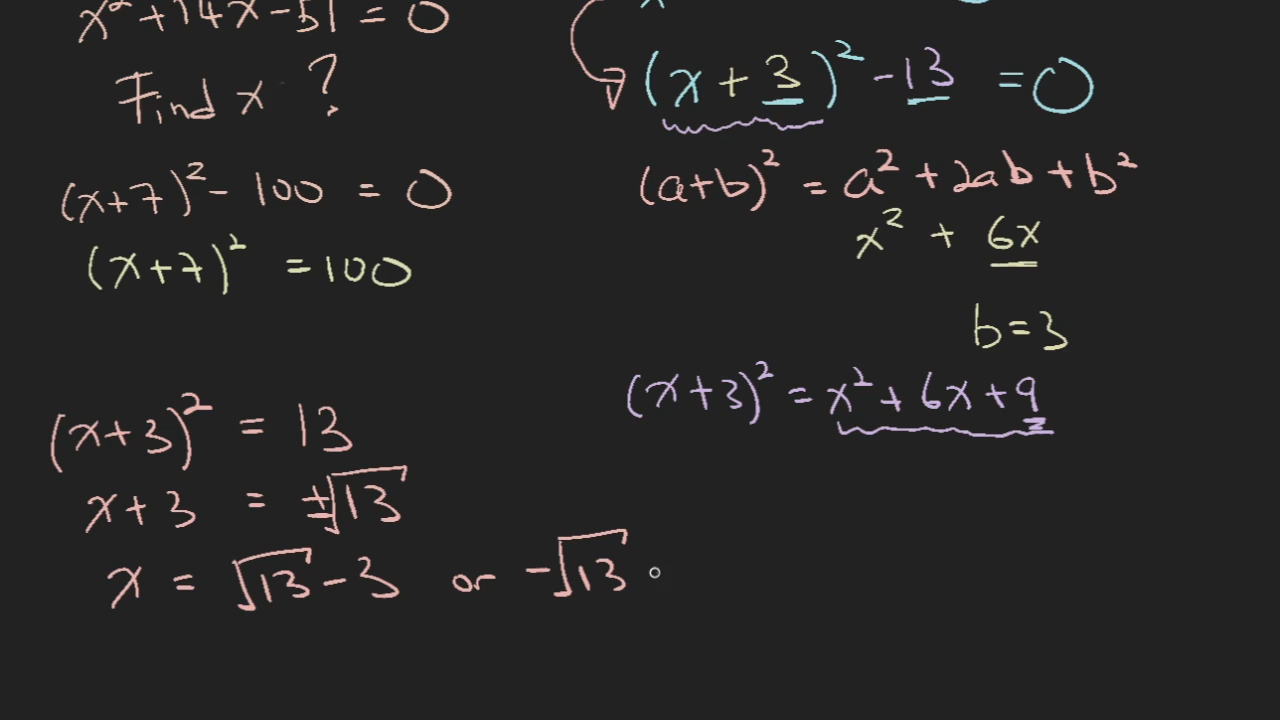 x² + 14x - 51 = 0
Find x ?
(x+7)² - 100 = 0
(x+7)² = 100
(x+3)² = 13
x+3 = ±√13
x = √13 - 3 or -√13
x
(x + 3)² - 13 = 0
(a+b)² = a² + 2ab + b²
x² + 6x
b = 3
(x+3)² = x² + 6x + 9